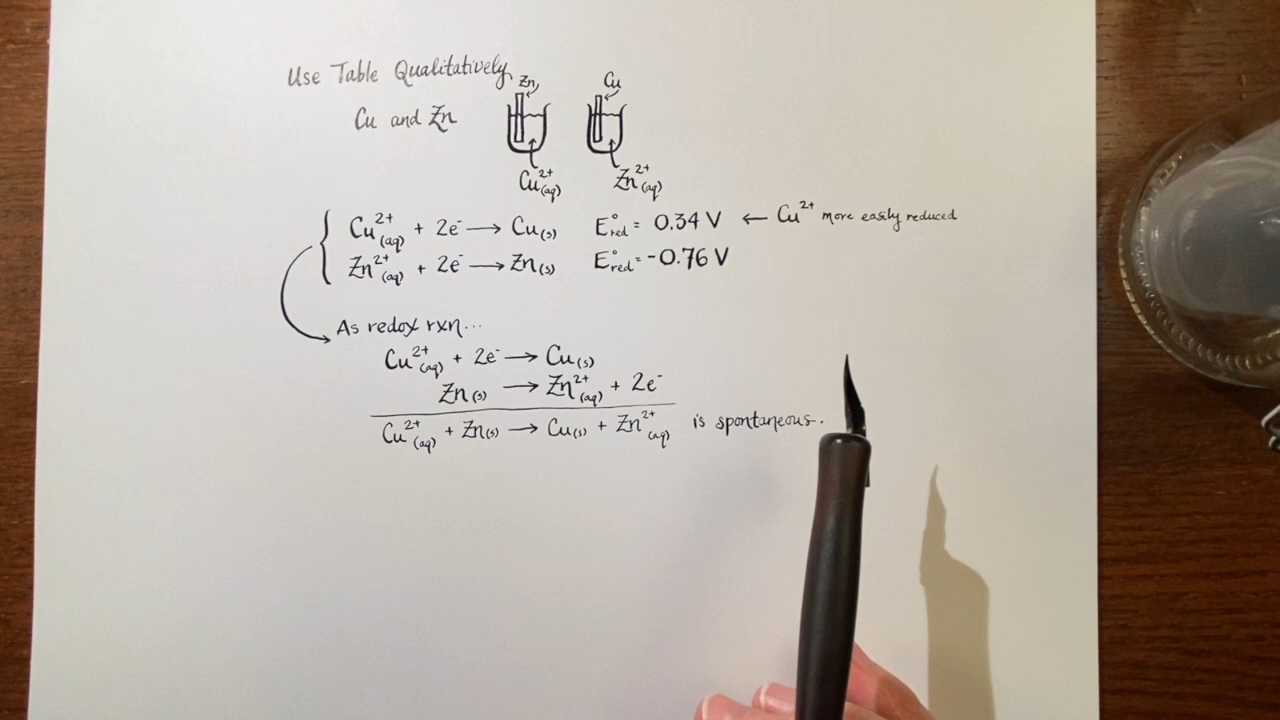 Use Table Qualitatively
Cu and Zn
Zn
Cu
Cu²⁺(aq)
Zn²⁺(aq)
Cu²⁺(aq) + 2e⁻ → Cu(s) E°red = 0.34 V ← Cu²⁺ more easily reduced
Zn²⁺(aq) + 2e⁻ → Zn(s) E°red = -0.76 V
As redox rxn...
Cu²⁺(aq) + 2e⁻ → Cu(s)
Zn(s) → Zn²⁺(aq) + 2e⁻
Cu²⁺(aq) + Zn(s) → Cu(s) + Zn²⁺(aq) is spontaneous.